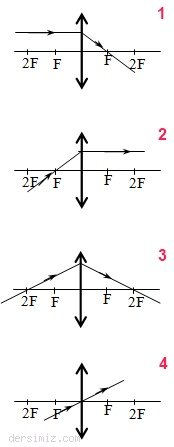 1
2F F F 2F
2
2F F F 2F
3
2F F F 2F
4
2F F F 2F
dersimiz.com